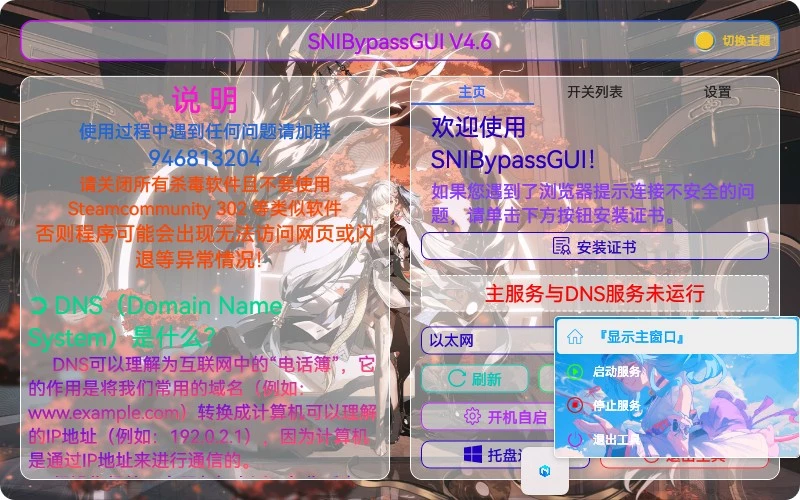 SNIBypassGUI V4.6
切换主题
说 明
使用过程中遇到任何问题请加群
946813204
请关闭所有杀毒软件且不要使用
Steamcommunity 302 等类似软件
否则程序可能会出现无法访问网页或闪
退等异常情况!
DNS（Domain Name
System）是什么？
DNS可以理解为互联网中的“电话簿”，它
的作用是将我们常用的域名（例如：
www.example.com）转换成计算机可以理解
的IP地址（例如：192.0.2.1），因为计算机
是通过IP地址来进行通信的。
主页
开关列表
设置
欢迎使用
SNIBypassGUI!
如果您遇到了浏览器提示连接不安全的问
题，请单击下方按钮安装证书。
安装证书
主服务与DNS服务未运行
以太网
刷新
开机自启
托盘运
退出工具
『显示主窗口』
启动服务
停止服务
退出工具